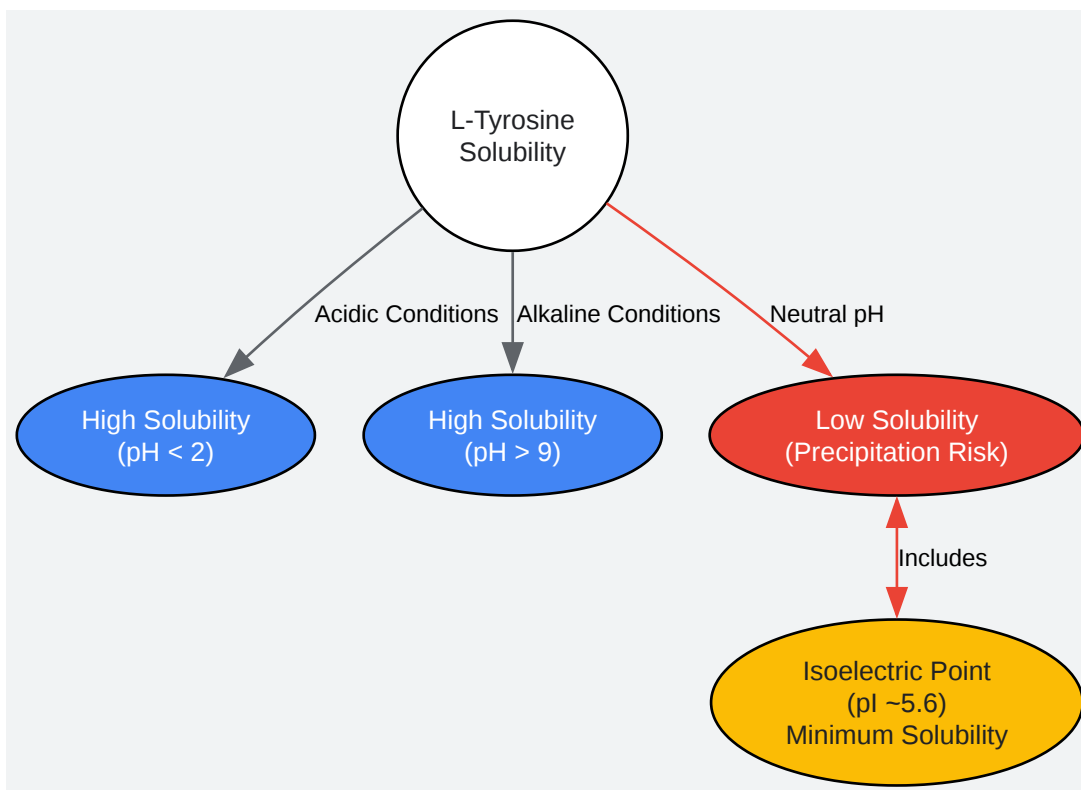 L-Tyrosine
Solubility
Acidic Conditions
Alkaline Conditions
Neutral pH
High Solubility
(pH < 2)
High Solubility
(pH > 9)
Low Solubility
(Precipitation Risk)
Includes
Isoelectric Point
(pI ~5.6)
Minimum Solubility